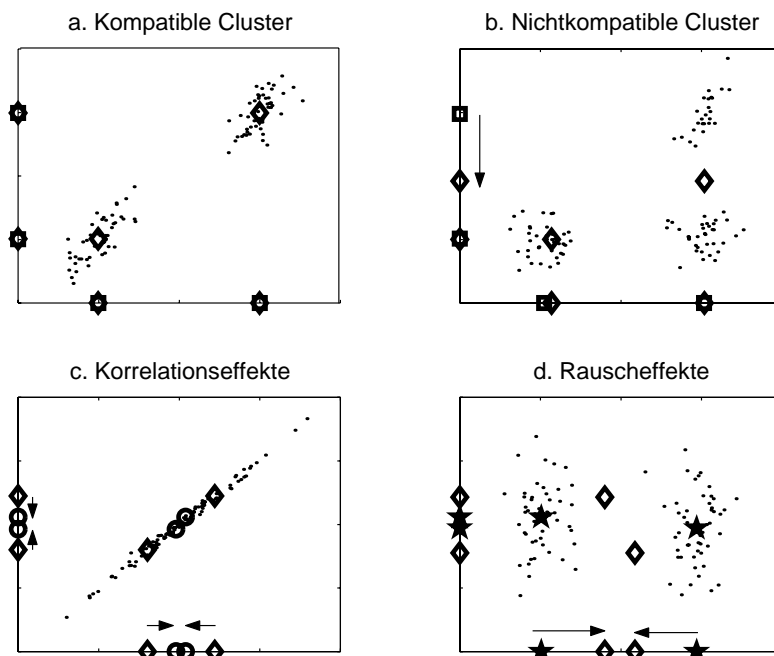 a. Kompatible Cluster
b. Nichtkompatible Cluster
c. Korrelationseffekte
d. Rauscheffekte